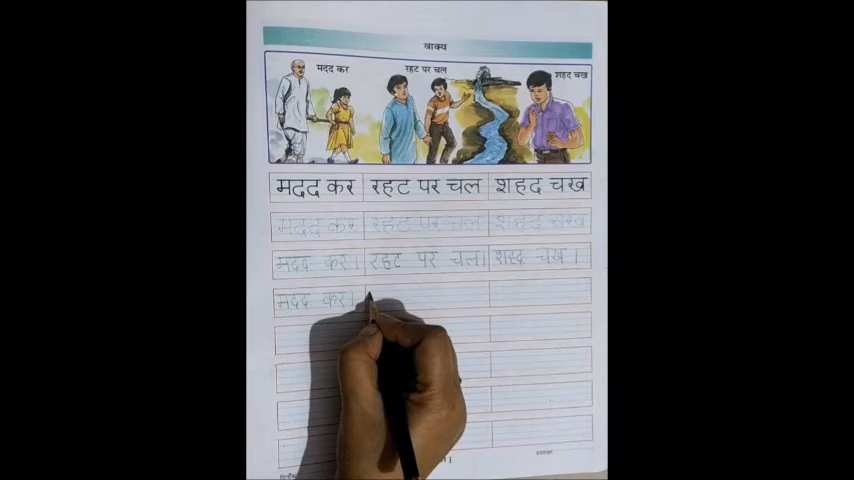 वाक्य
मदद कर रहट पर चल शहद चख
मदद कर रहट पर चल शहद चख
मदद कर रहट पर चल शहद चख
मदद कर। रहट पर चल। शहद चख।
मदद कर।